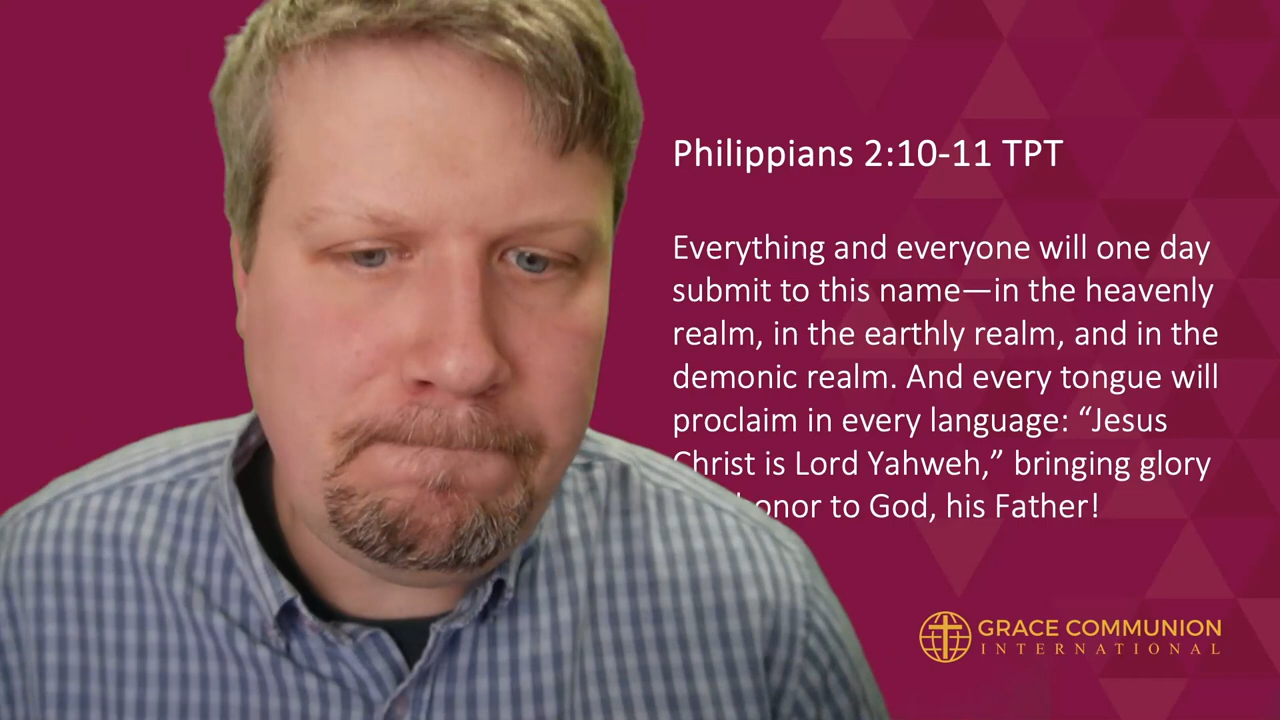 Philippians 2:10-11 TPT
Everything and everyone will one day
submit to this name—in the heavenly
realm, in the earthly realm, and in the
demonic realm. And every tongue will
proclaim in every language: “Jesus
Christ is Lord Yahweh,” bringing glory
to God, his Father!
GRACE COMMUNION
INTERNATIONAL